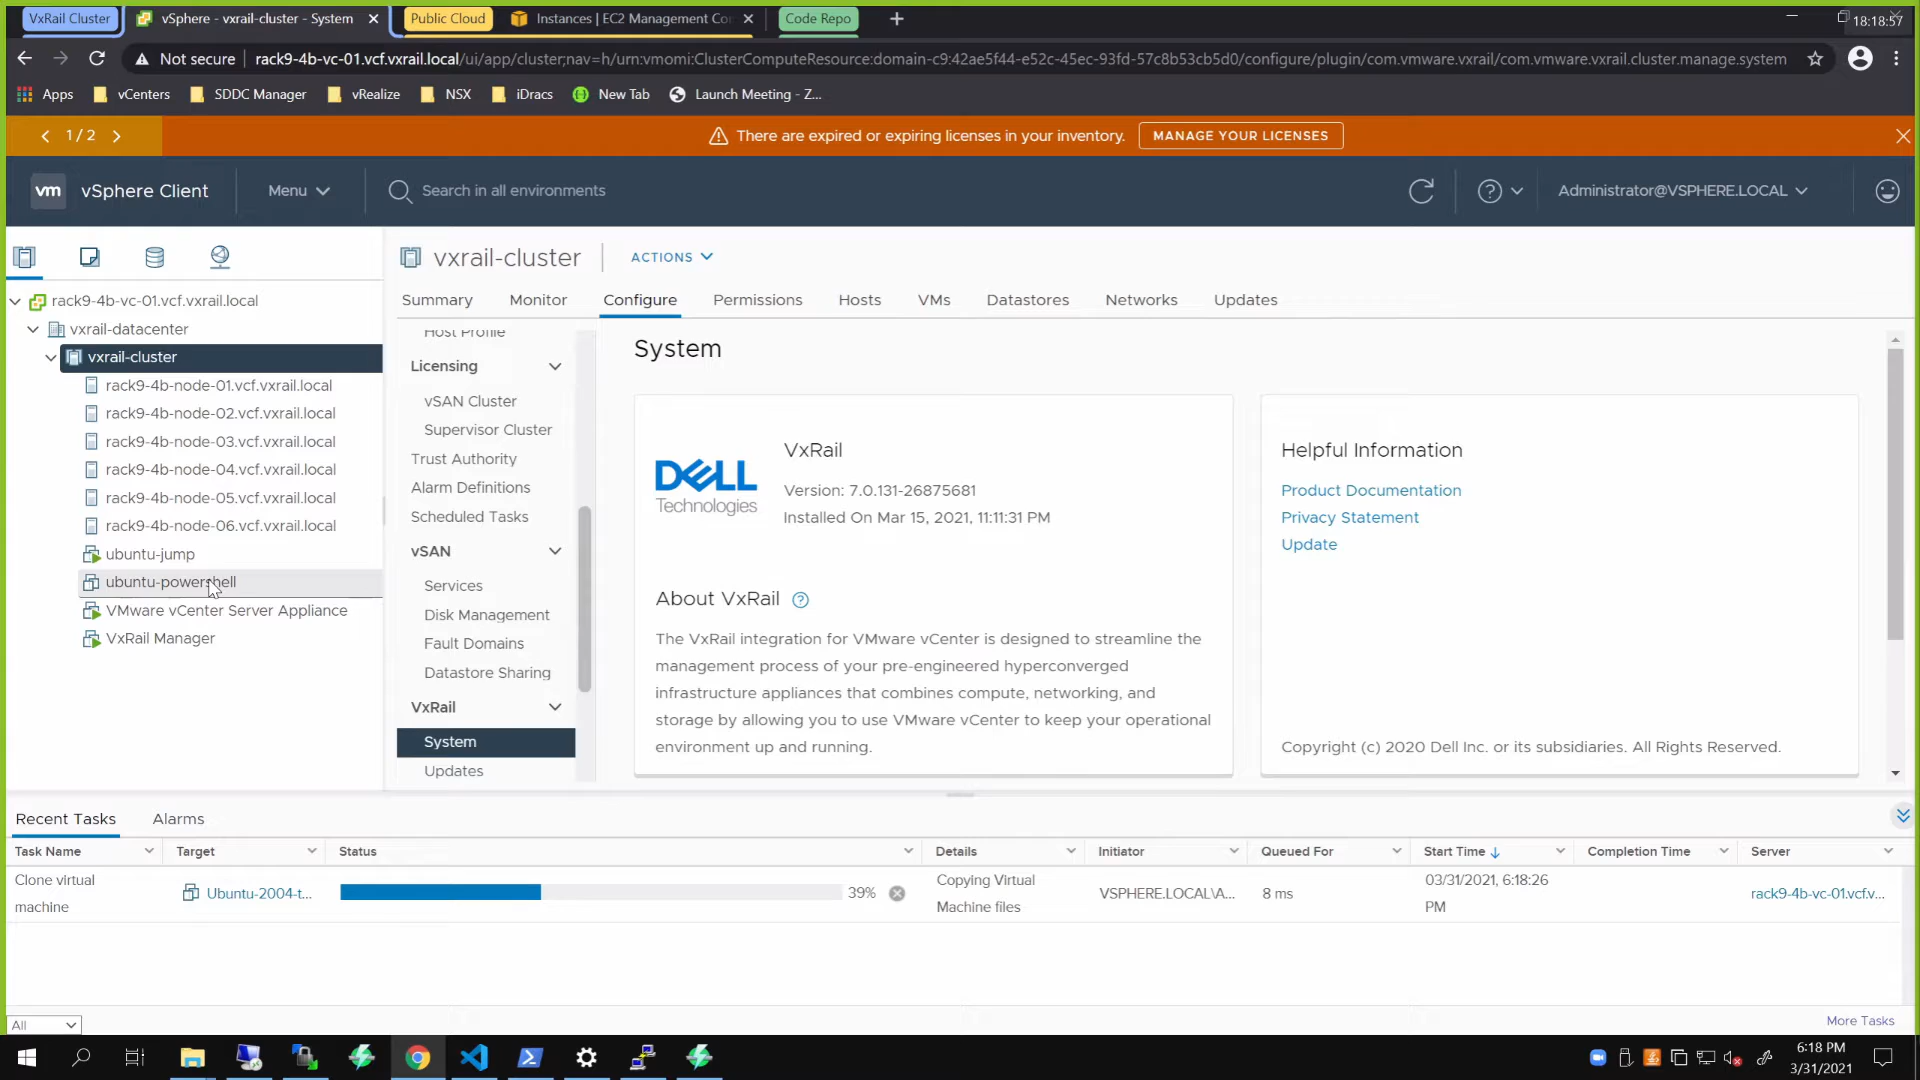 VxRail Cluster
vSphere - vxrail-cluster - System
Public Cloud
Instances | EC2 Management Co
Code Repo
18:18:57
Not secure
rack9-4b-vc-01.vcf.vxrail.local/ui/app/cluster;nav=h/urn:vmomi:ClusterComputeResource:domain-c9:42ae5f44-e52c-45ec-93fd-57c8b53cb5d0/configure/plugin/com.vmware.vxrail/com.vmware.vxrail.cluster.manage.system
Apps
vCenters
SDDC Manager
vRealize
NSX
iDracs
New Tab
Launch Meeting - Z...
1 / 2
There are expired or expiring licenses in your inventory.
MANAGE YOUR LICENSES
vm
vSphere Client
Menu
Search in all environments
Administrator@VSPHERE.LOCAL
rack9-4b-vc-01.vcf.vxrail.local
vxrail-datacenter
vxrail-cluster
rack9-4b-node-01.vcf.vxrail.local
rack9-4b-node-02.vcf.vxrail.local
rack9-4b-node-03.vcf.vxrail.local
rack9-4b-node-04.vcf.vxrail.local
rack9-4b-node-05.vcf.vxrail.local
rack9-4b-node-06.vcf.vxrail.local
ubuntu-jump
ubuntu-powershell
VMware vCenter Server Appliance
VxRail Manager
vxrail-cluster
ACTIONS
Summary
Monitor
Configure
Permissions
Hosts
VMs
Datastores
Networks
Updates
Host Profile
Licensing
vSAN Cluster
Supervisor Cluster
Trust Authority
Alarm Definitions
Scheduled Tasks
vSAN
Services
Disk Management
Fault Domains
Datastore Sharing
VxRail
System
Updates
System
DELL
Technologies
VxRail
Version: 7.0.131-26875681
Installed On Mar 15, 2021, 11:11:31 PM
About VxRail
The VxRail integration for VMware vCenter is designed to streamline the
management process of your pre-engineered hyperconverged
infrastructure appliances that combines compute, networking, and
storage by allowing you to use VMware vCenter to keep your operational
environment up and running.
Helpful Information
Product Documentation
Privacy Statement
Update
Copyright (c) 2020 Dell Inc. or its subsidiaries. All Rights Reserved.
Recent Tasks
Alarms
Task Name
Target
Status
Details
Initiator
Queued For
Start Time
Completion Time
Server
Clone virtual
machine
Ubuntu-2004-t...
39%
Copying Virtual
Machine files
VSPHERE.LOCAL\A...
8 ms
03/31/2021, 6:18:26
PM
rack9-4b-vc-01.vcf.v...
All
More Tasks
6:18 PM
3/31/2021